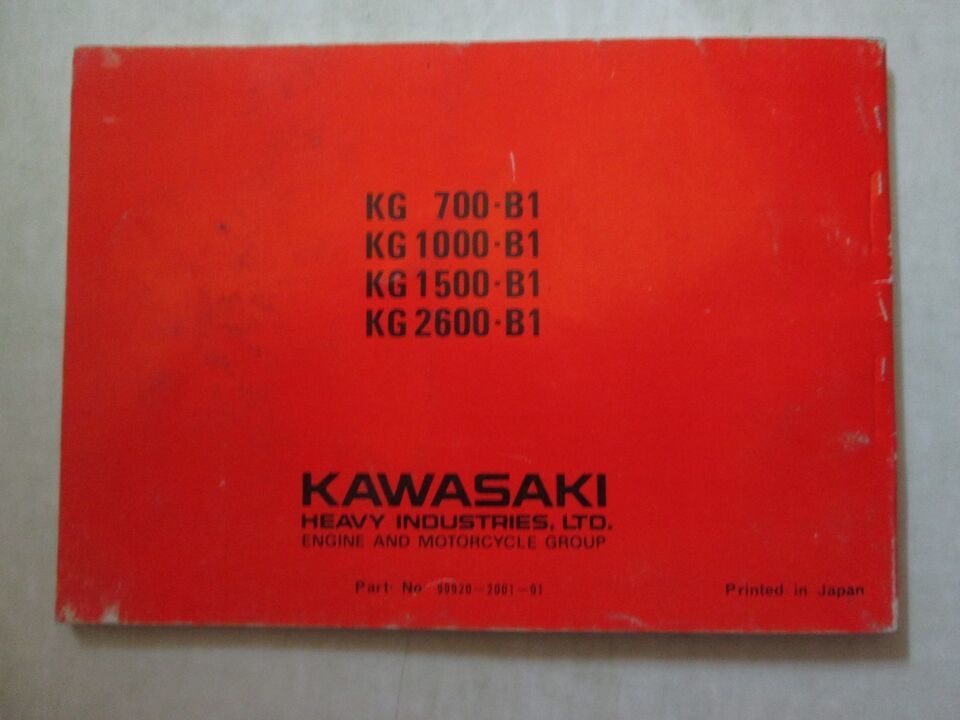 KG 700-B1
KG 1000-B1
KG 1500-B1
KG 2600-B1
KAWASAKI
HEAVY INDUSTRIES, LTD.
ENGINE AND MOTORCYCLE GROUP
Part No 99920-2001-01
Printed in Japan